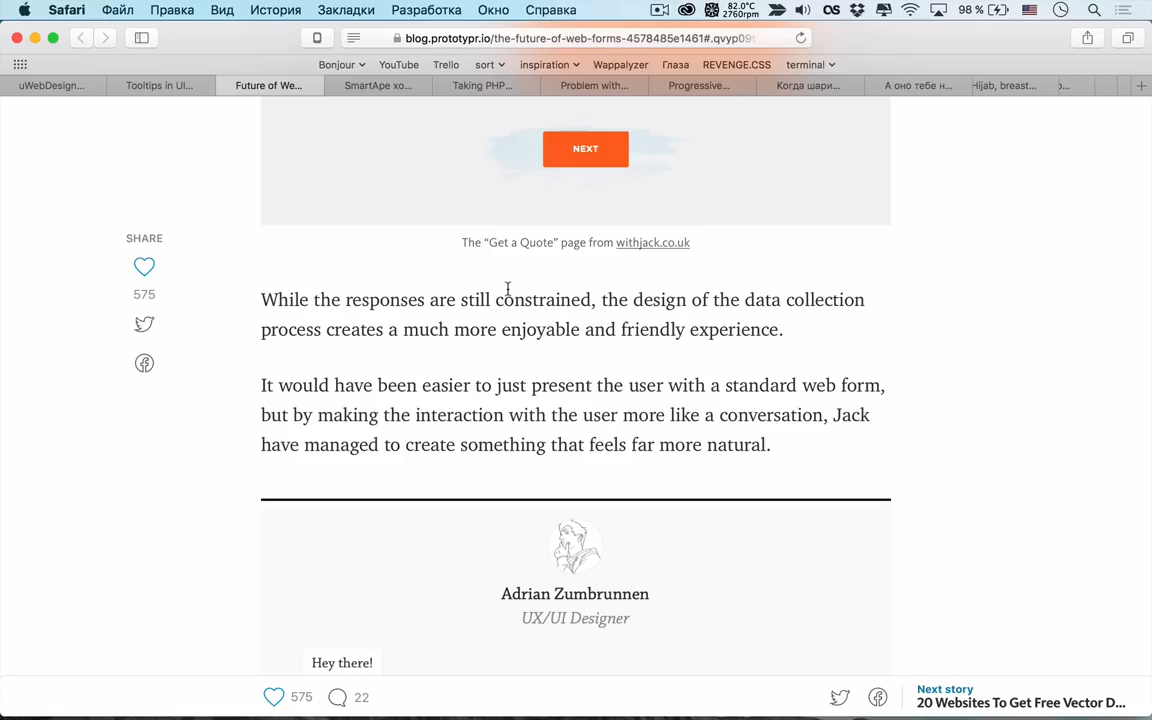 Safari Файл Правка Вид История Закладки Разработка Окно Справка 82.0°C 2760rpm 98 %
blog.prototypr.io/the-future-of-web-forms-4578485e1461#.qvyp09
Bonjour YouTube Trello sort inspiration Wappalyzer Глаза REVENGE.CSS terminal
uWebDesign... Tooltips in UI... Future of We... SmartApe хо... Taking PHP... Problem with... Progressive... Когда шари... А оно тебе н... Hijab, breast...
NEXT
The “Get a Quote” page from withjack.co.uk
SHARE
575
While the responses are still constrained, the design of the data collection
process creates a much more enjoyable and friendly experience.
It would have been easier to just present the user with a standard web form,
but by making the interaction with the user more like a conversation, Jack
have managed to create something that feels far more natural.
Adrian Zumbrunnen
UX/UI Designer
Hey there!
575 22
Next story
20 Websites To Get Free Vector D...